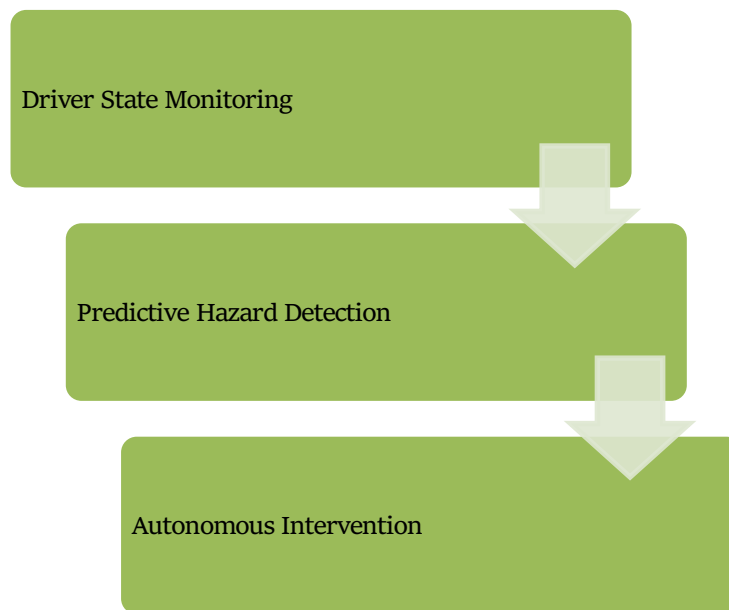 Driver State Monitoring
Predictive Hazard Detection
Autonomous Intervention